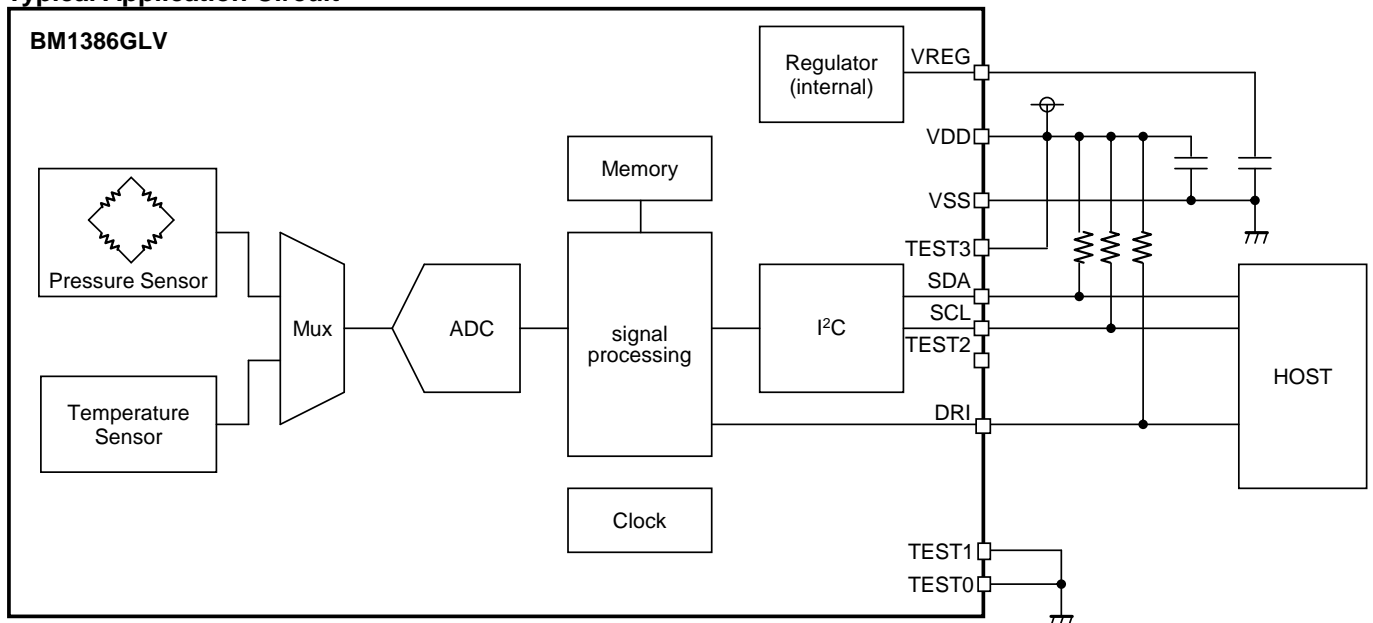 Typical Application Circuit
BM1386GLV
Regulator
(internal)
VREG
VDD
Memory
VSS
TEST3
Pressure Sensor
SDA
SCL
Mux
ADC
signal
processing
I²C
TEST2
HOST
Temperature
Sensor
DRI
Clock
TEST1
TEST0